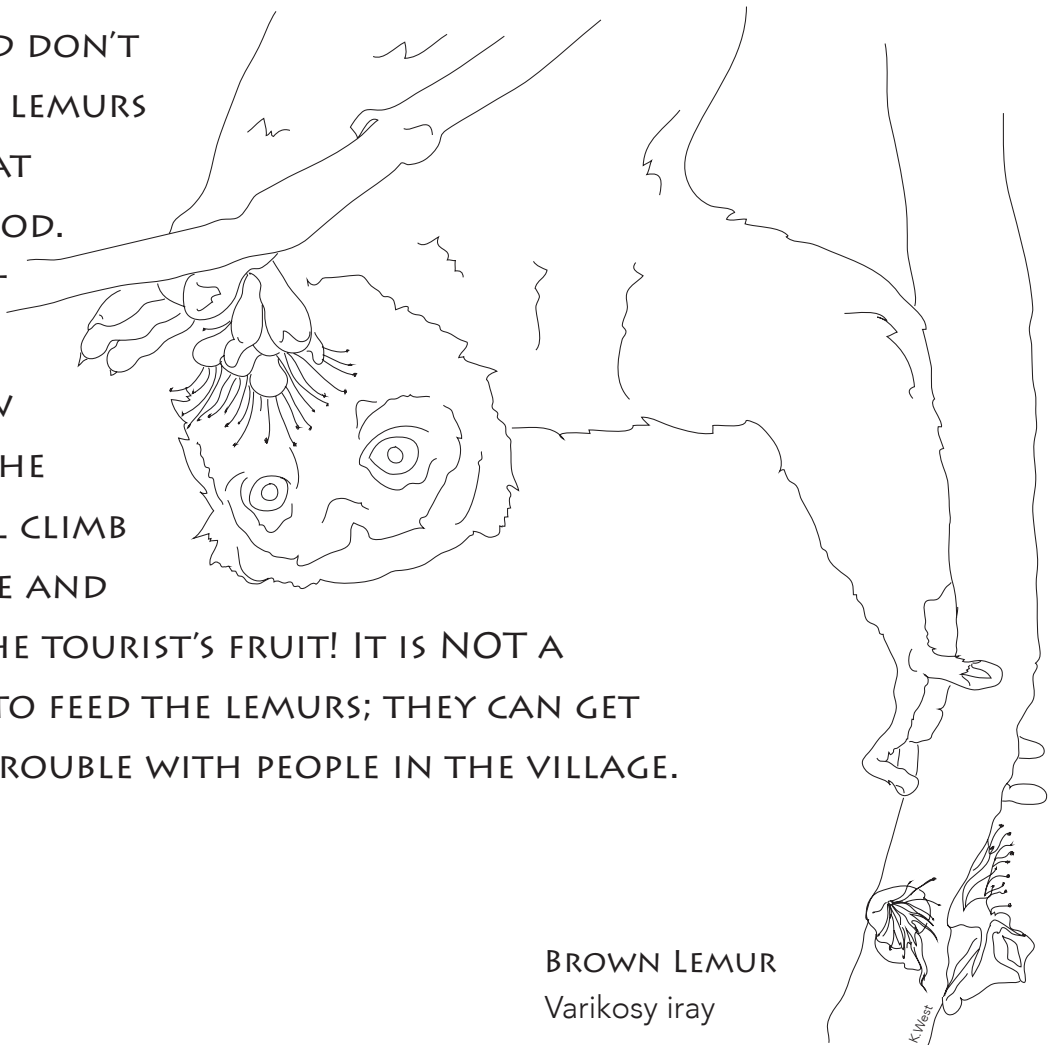 D DON'T
LEMURS
AT
OD.
W
HE
L CLIMB
E AND
HE TOURIST'S FRUIT! IT IS NOT A
TO FEED THE LEMURS; THEY CAN GET
ROUBLE WITH PEOPLE IN THE VILLAGE.
BROWN LEMUR
Varikosy iray
K.West